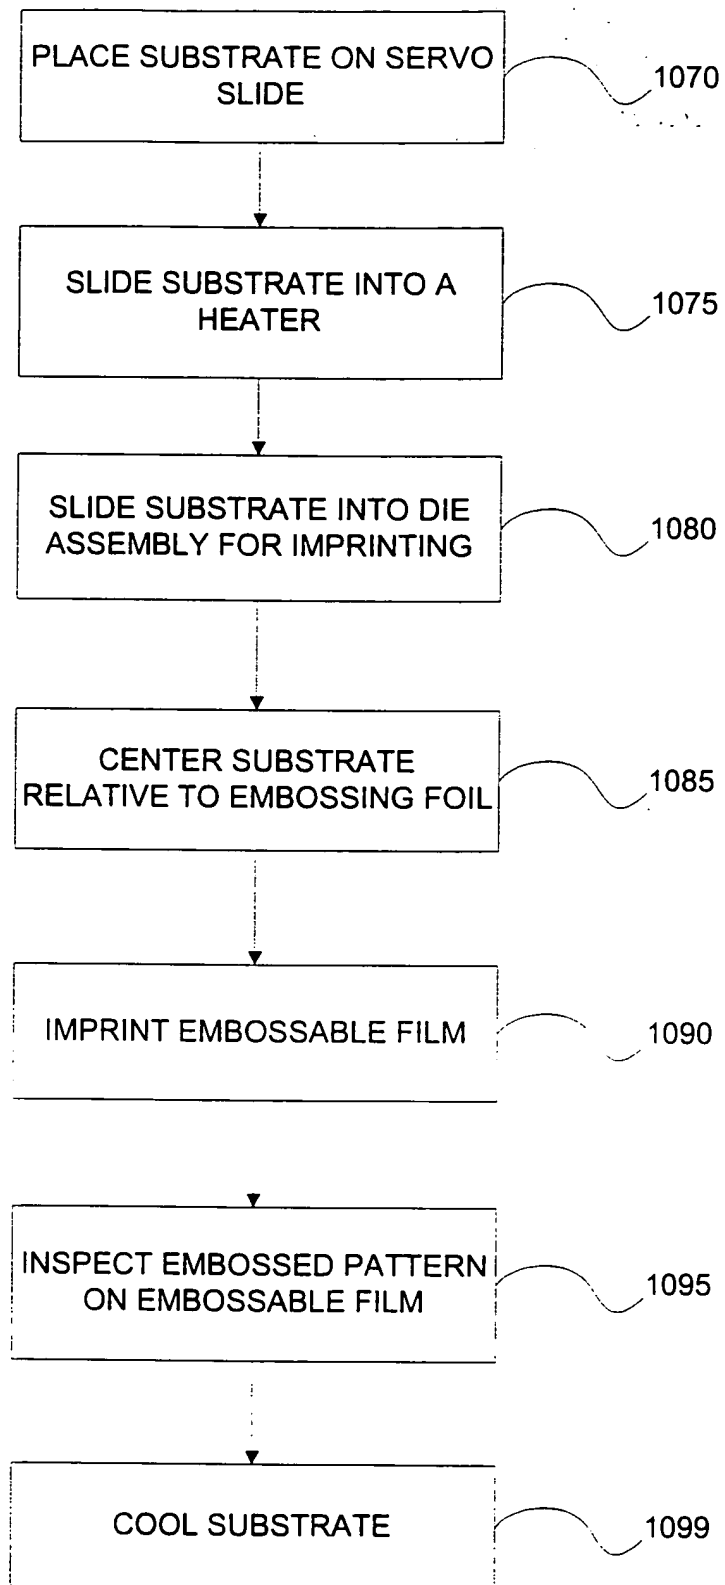 PLACE SUBSTRATE ON SERVO
SLIDE
1070
SLIDE SUBSTRATE INTO A
HEATER
1075
SLIDE SUBSTRATE INTO DIE
ASSEMBLY FOR IMPRINTING
1080
CENTER SUBSTRATE
RELATIVE TO EMBOSSING FOIL
1085
IMPRINT EMBOSSABLE FILM
1090
INSPECT EMBOSSED PATTERN
ON EMBOSSABLE FILM
1095
COOL SUBSTRATE
1099